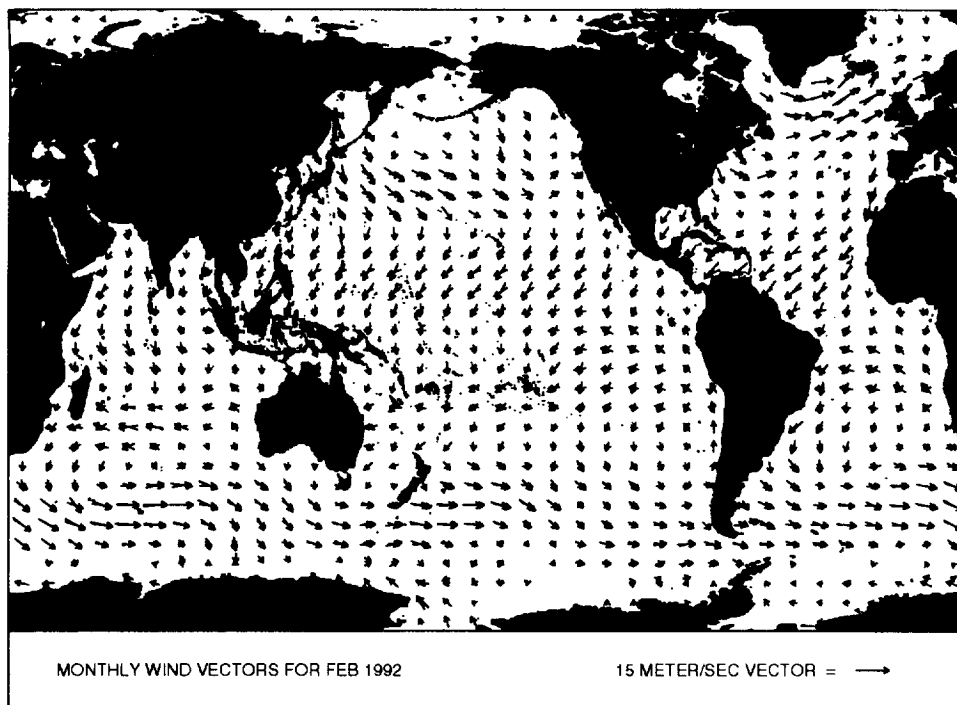 MONTHLY WIND VECTORS FOR FEB 1992
15 METER/SEC VECTOR =